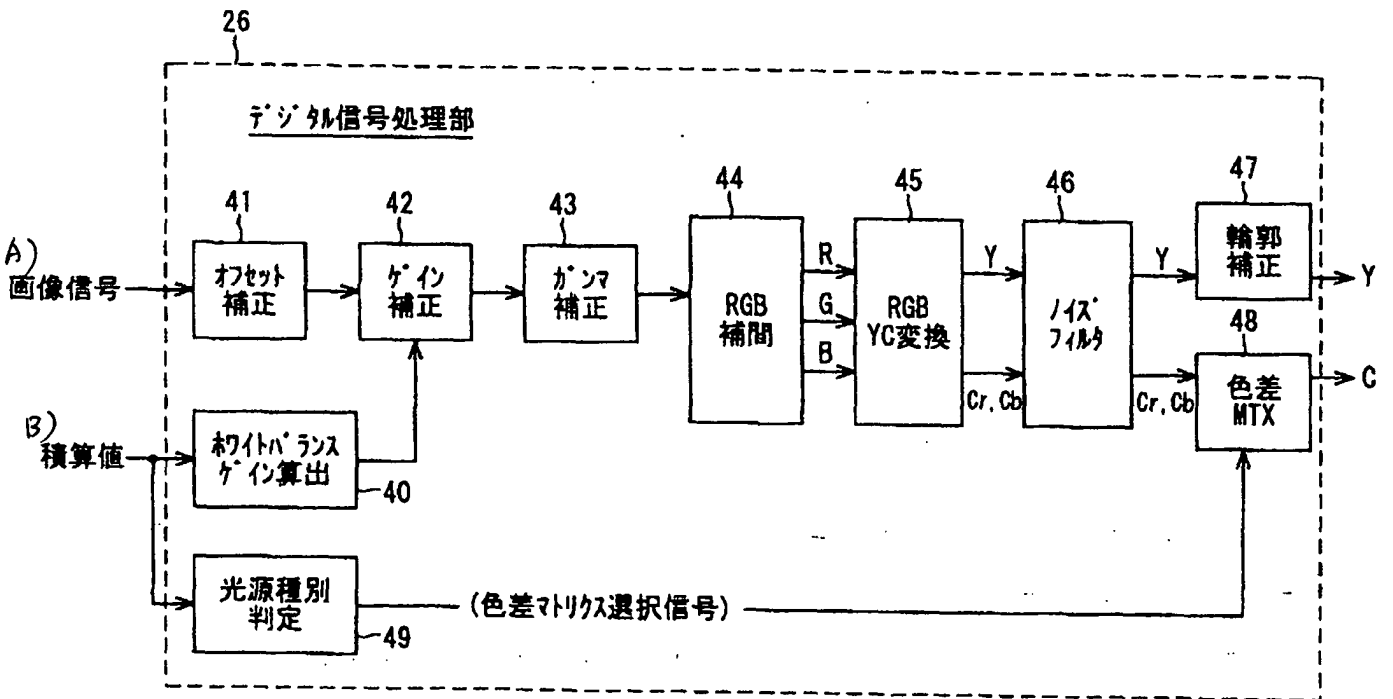 26
デジタル信号処理部
41
42
43
44
45
46
47
A)
画像信号
オフセット
補正
ゲイン
補正
ガンマ
補正
RGB
補間
R
G
B
RGB
YC変換
Y
Cr, Cb
ノイズ
フィルタ
Y
Cr, Cb
輪郭
補正
Y
48
色差
MTX
C
B)
積算値
ホワイトバランス
ゲイン算出
40
光源種別
判定
49
(色差マトリクス選択信号)